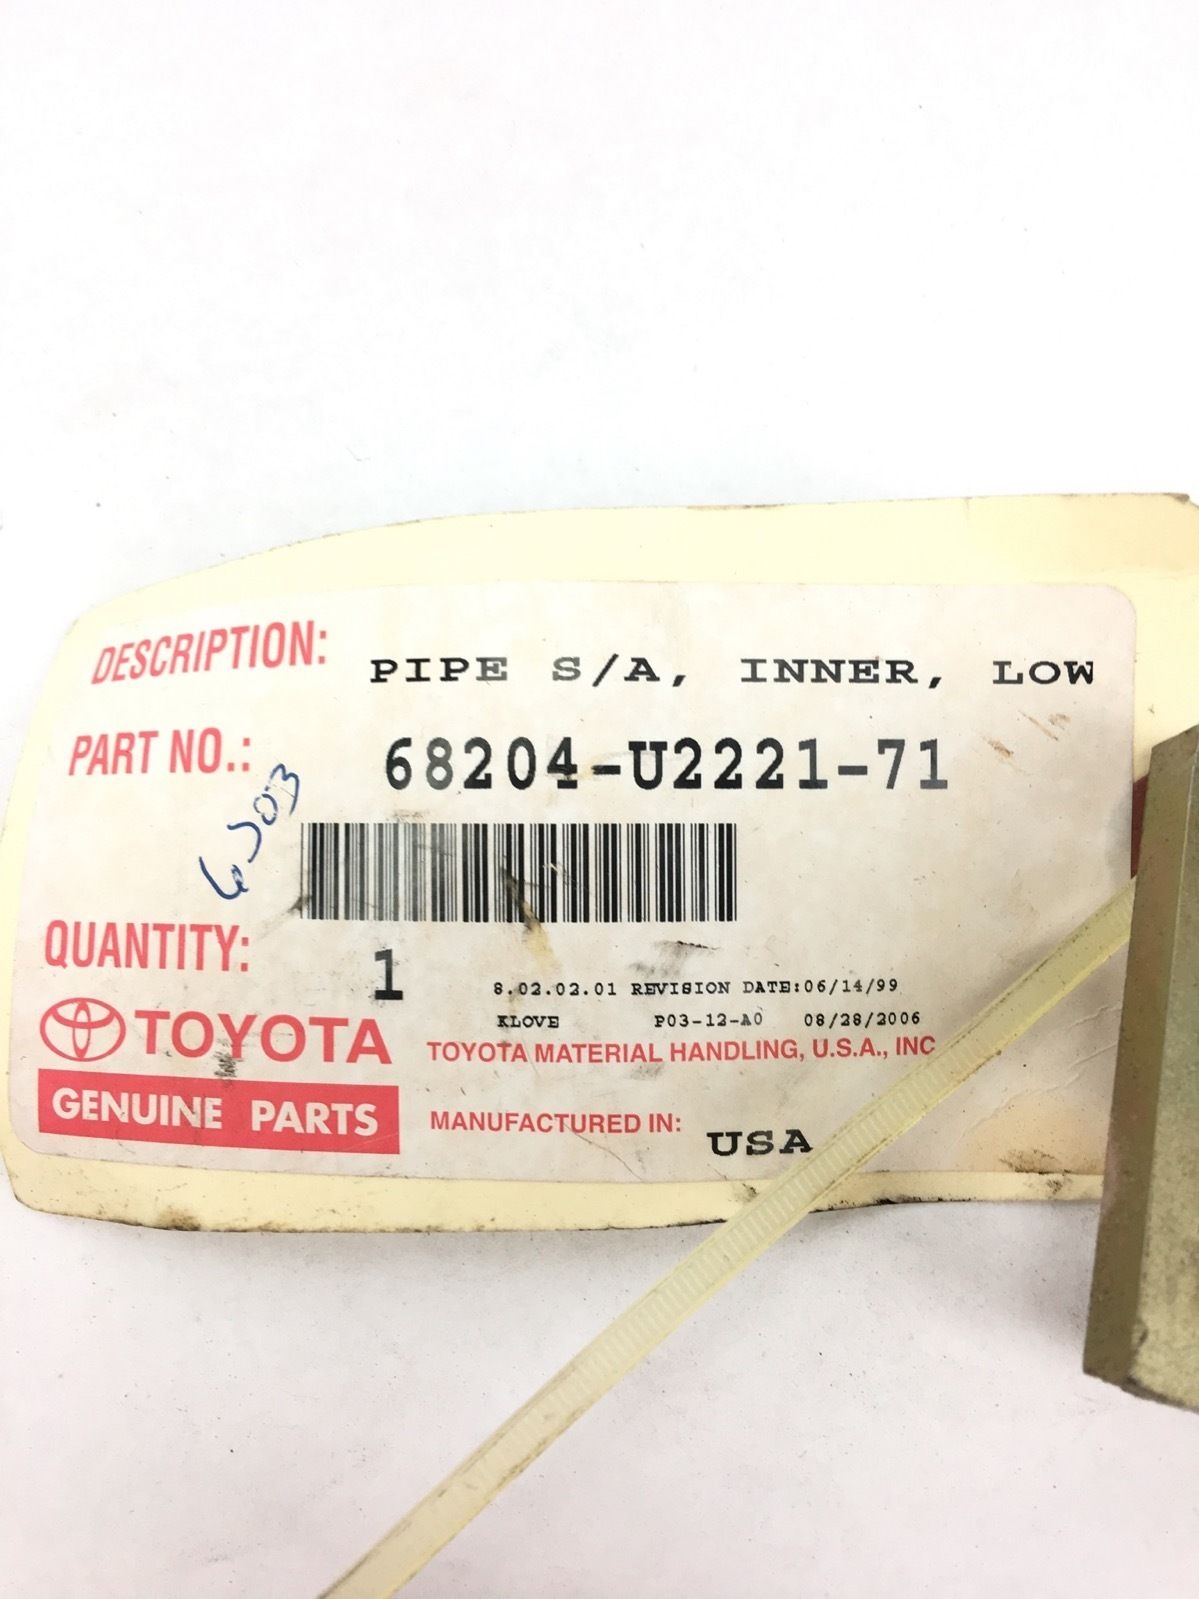 DESCRIPTION: PIPE S/A, INNER, LOW
PART NO.: 68204-U2221-71
QUANTITY: 1
8.02.02.01 REVISION DATE:06/14/99
KLOVE P03-12-A0 08/28/2006
TOYOTA
TOYOTA MATERIAL HANDLING, U.S.A., INC
GENUINE PARTS
MANUFACTURED IN: USA